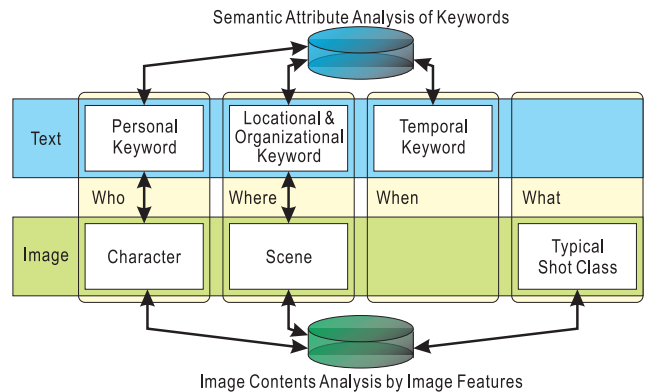 Semantic Attribute Analysis of Keywords
Text
Personal
Keyword
Locational &
Organizational
Keyword
Temporal
Keyword
Who
Where
When
What
Image
Character
Scene
Typical
Shot Class
Image Contents Analysis by Image Features